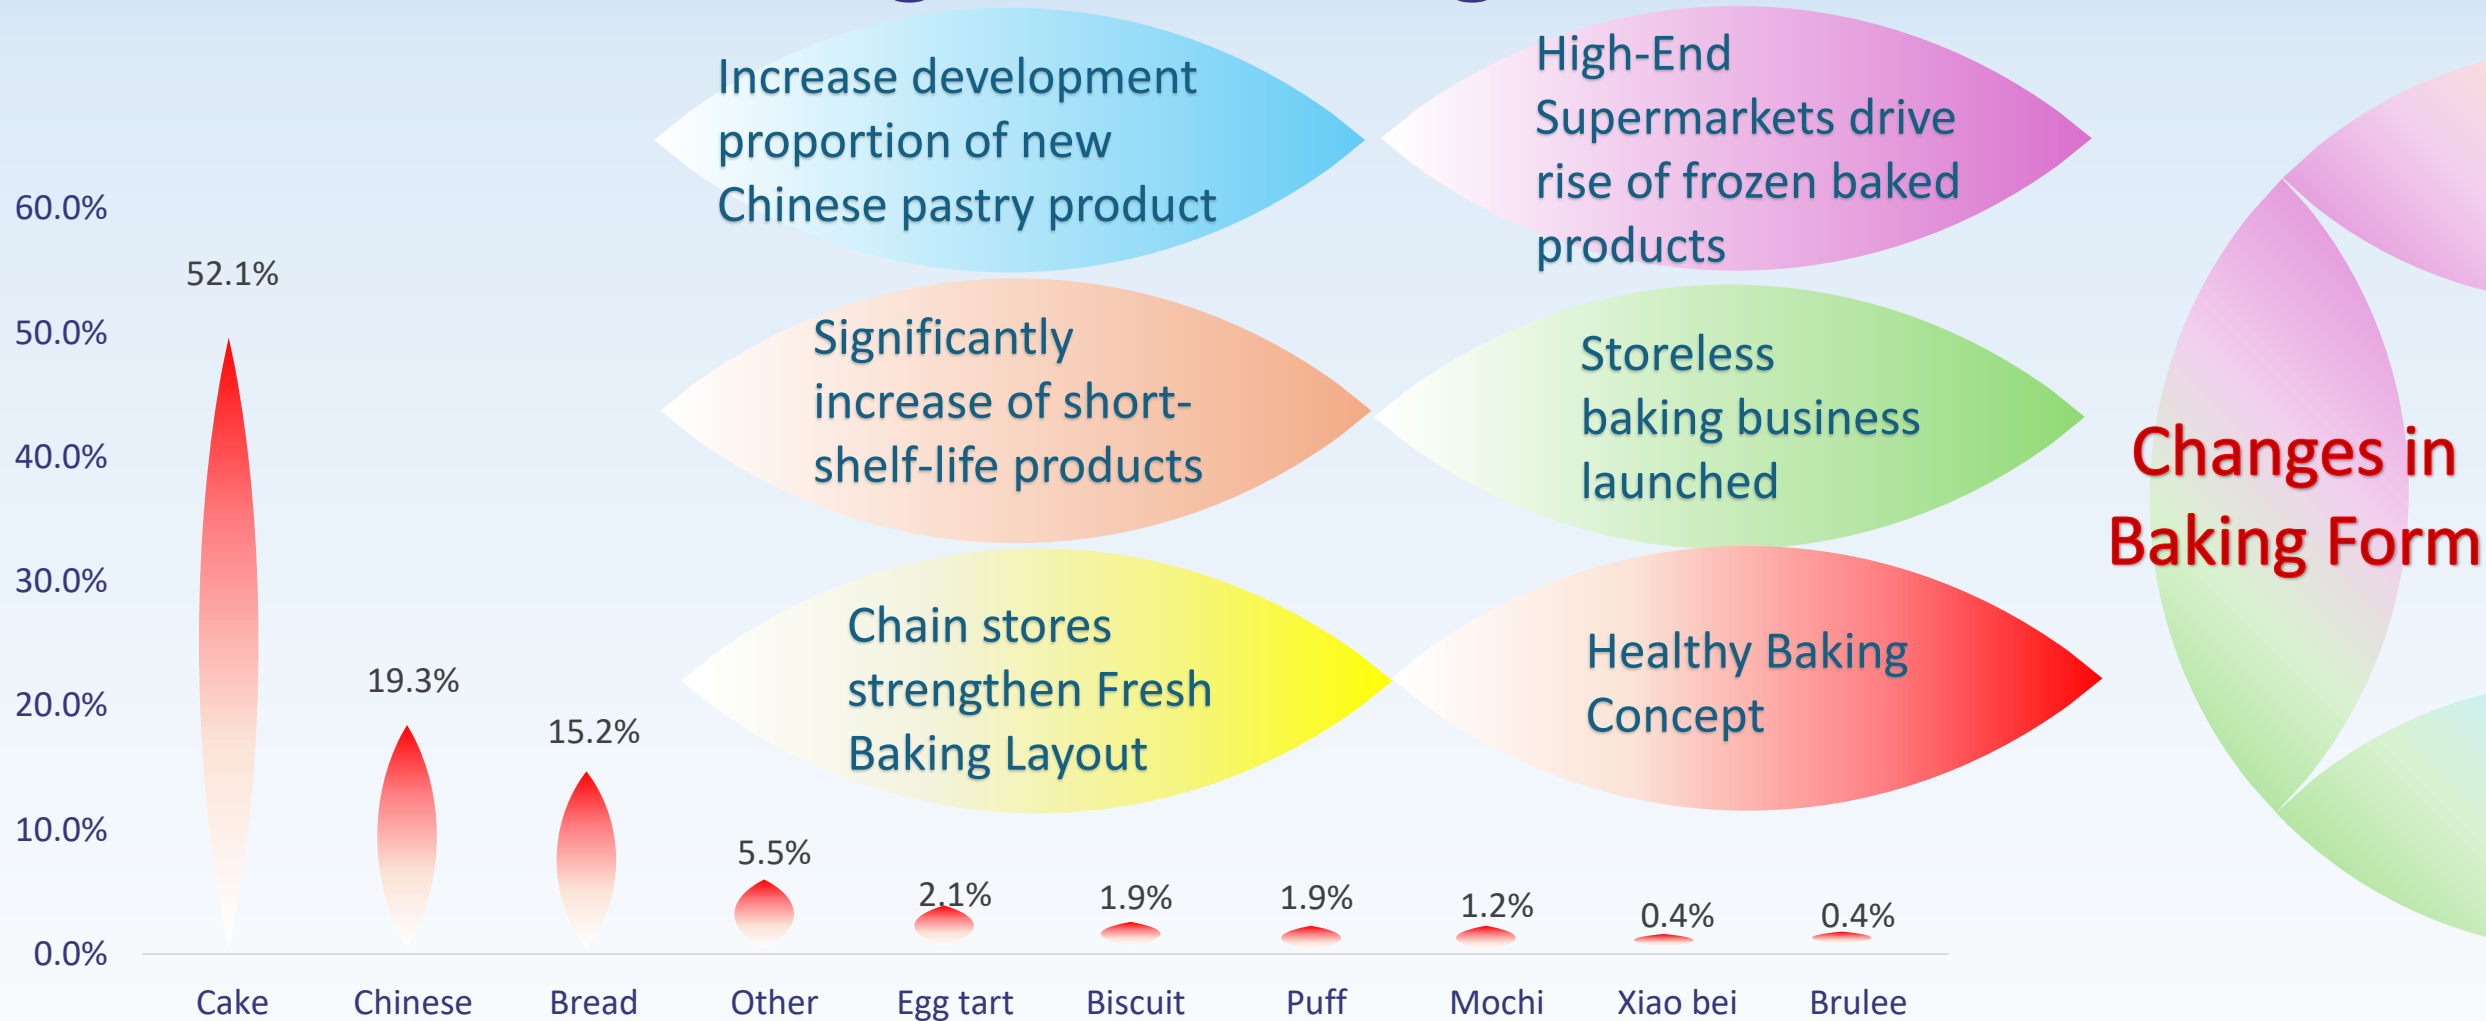 Increase development
proportion of new
Chinese pastry product
High-End
Supermarkets drive
rise of frozen baked
products
Significantly
increase of short-
shelf-life products
Storeless
baking business
launched
Chain stores
strengthen Fresh
Baking Layout
Healthy Baking
Concept
Changes in
Baking Form
60.0%
50.0%
40.0%
30.0%
20.0%
10.0%
0.0%
52.1%
19.3%
15.2%
5.5%
2.1%
1.9%
1.9%
1.2%
0.4%
0.4%
Cake
Chinese
Bread
Other
Egg tart
Biscuit
Puff
Mochi
Xiao bei
Brulee